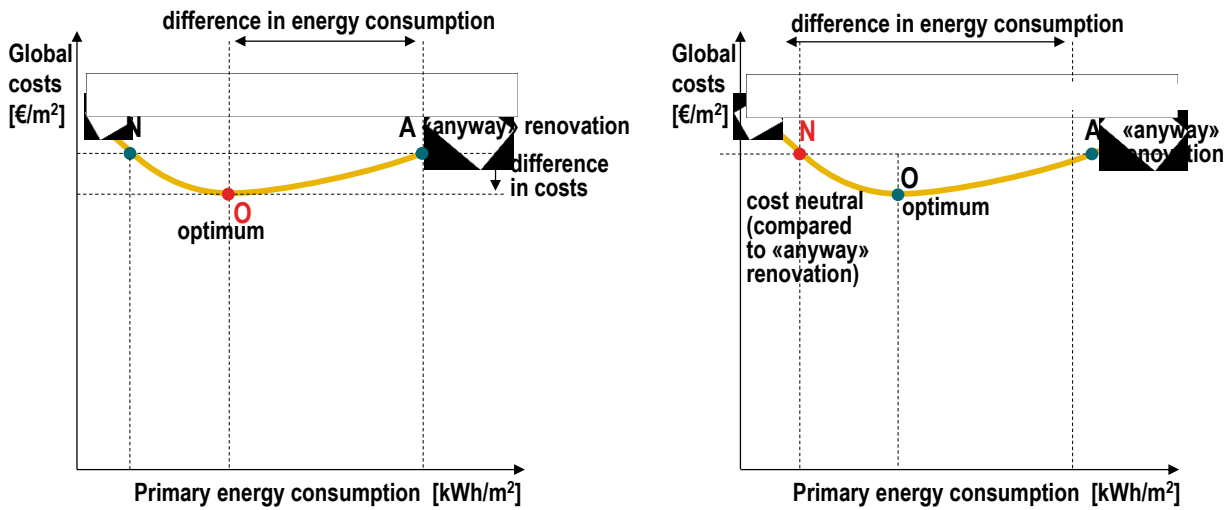 difference in energy consumption
Global
costs
[€/m²]
N
A «anyway» renovation
difference
in costs
O
optimum
Primary energy consumption [kWh/m²]
difference in energy consumption
Global
costs
[€/m²]
N
A «anyway»
renovation
O
optimum
cost neutral
(compared
to «anyway»
renovation)
Primary energy consumption [kWh/m²]